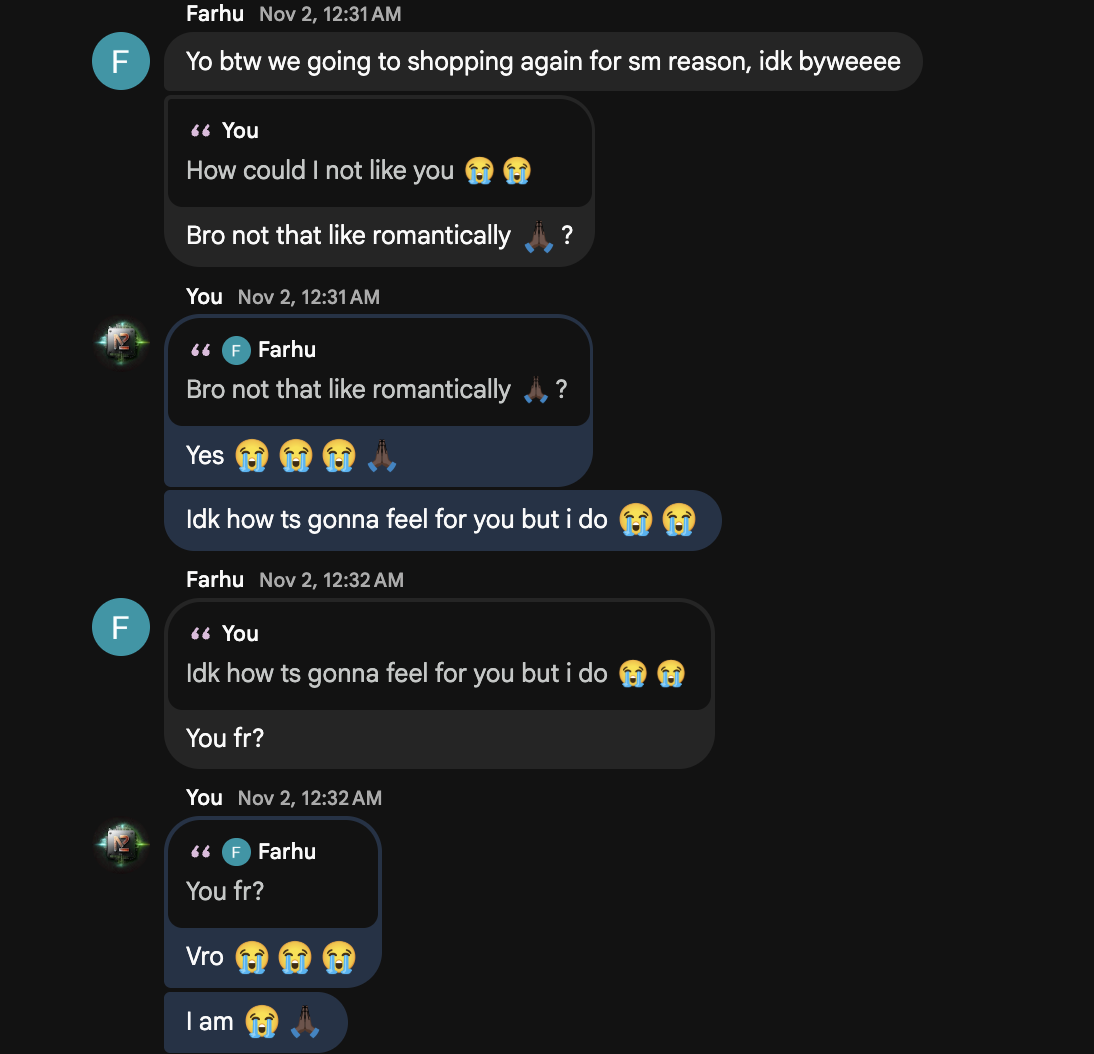 Farhu Nov 2, 12:31 AM
F
Yo btw we going to shopping again for sm reason, idk byweeee
“ You
How could I not like you 😭 😭
Bro not that like romantically 🙏🏿 ?
You Nov 2, 12:31 AM
“ F Farhu
Bro not that like romantically 🙏🏿 ?
Yes 😭 😭 😭 🙏🏿
Idk how ts gonna feel for you but i do 😭 😭
Farhu Nov 2, 12:32 AM
F
“ You
Idk how ts gonna feel for you but i do 😭 😭
You fr?
You Nov 2, 12:32 AM
“ F Farhu
You fr?
Vro 😭 😭 😭
I am 😭 🙏🏿